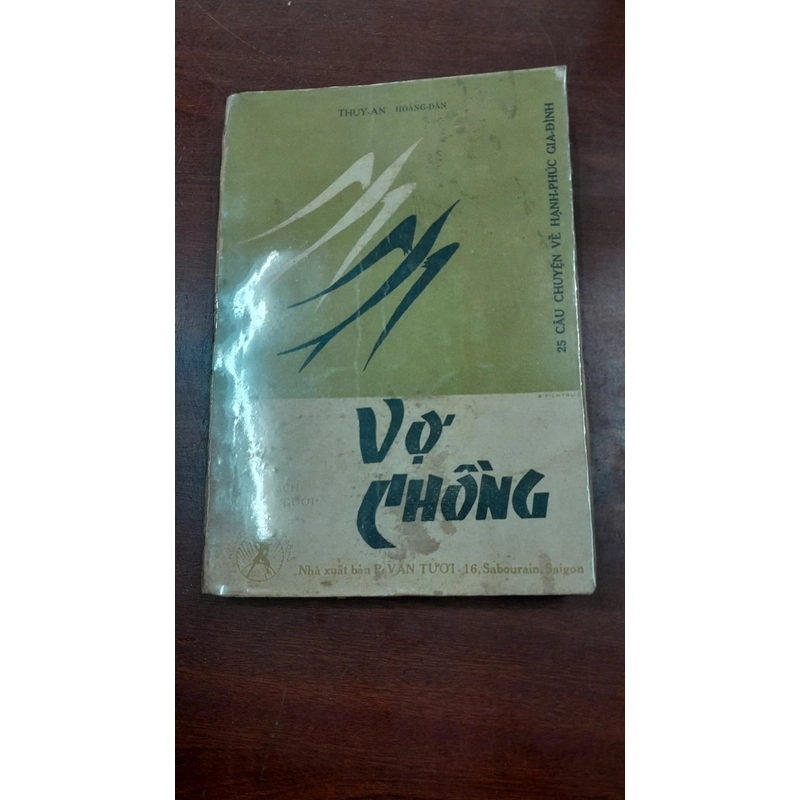 THỤY-AN HOÀNG-DÂN
25 CÂU CHUYỆN VỀ HẠNH-PHÚC GIA-ĐÌNH
VỢ
CHỒNG
Nhà xuất bản P. VĂN TƯƠI - 16, Sabourain, Saigon